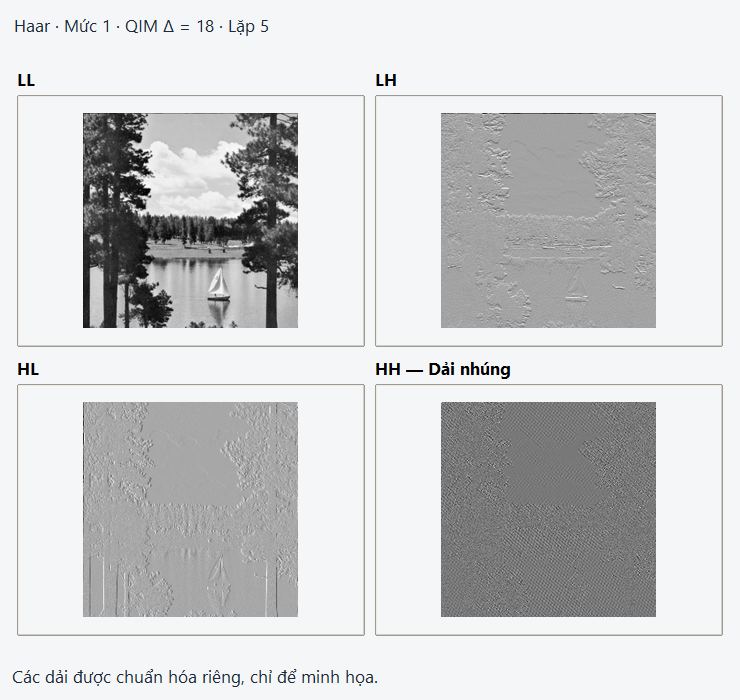 Haar · Mức 1 · QIM Δ = 18 · Lặp 5
LL
LH
HL
HH — Dải nhúng
Các dải được chuẩn hóa riêng, chỉ để minh họa.